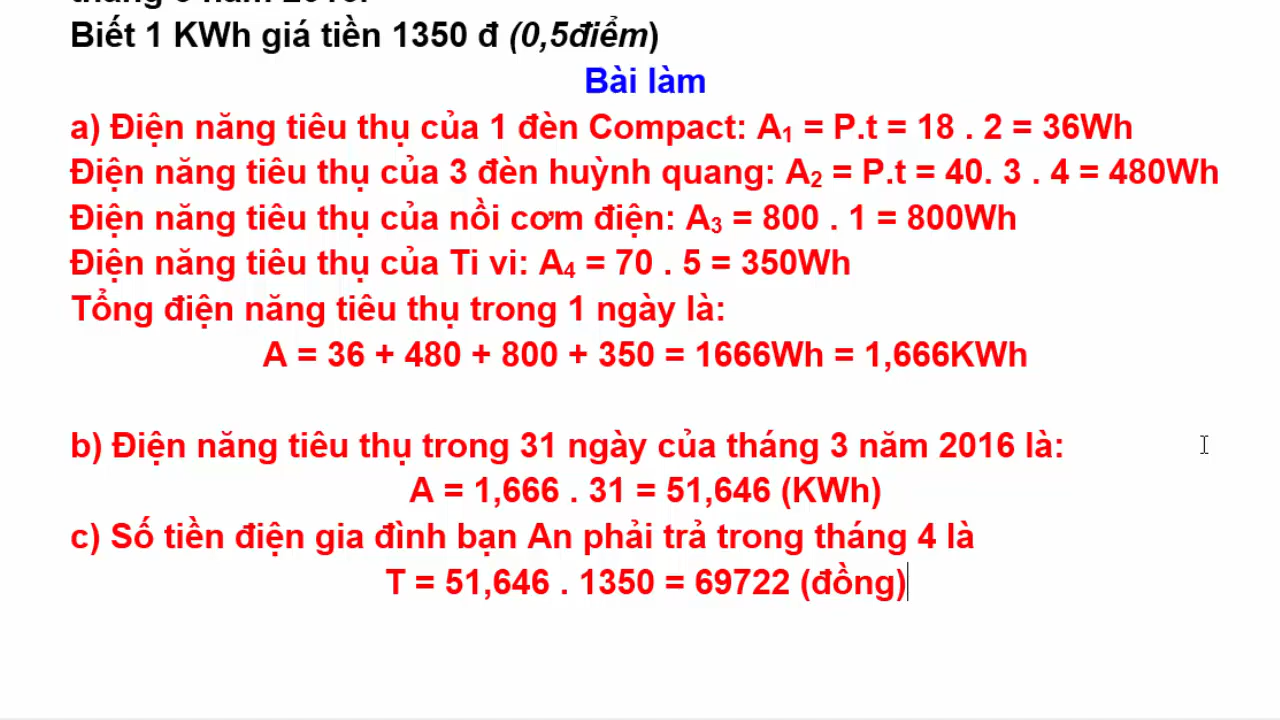 Biết 1 KWh giá tiền 1350 đ (0,5điểm)
Bài làm
a) Điện năng tiêu thụ của 1 đèn Compact: A₁ = P.t = 18 . 2 = 36Wh
Điện năng tiêu thụ của 3 đèn huỳnh quang: A₂ = P.t = 40. 3 . 4 = 480Wh
Điện năng tiêu thụ của nồi cơm điện: A₃ = 800 . 1 = 800Wh
Điện năng tiêu thụ của Ti vi: A₄ = 70 . 5 = 350Wh
Tổng điện năng tiêu thụ trong 1 ngày là:
A = 36 + 480 + 800 + 350 = 1666Wh = 1,666KWh
b) Điện năng tiêu thụ trong 31 ngày của tháng 3 năm 2016 là:
A = 1,666 . 31 = 51,646 (KWh)
c) Số tiền điện gia đình bạn An phải trả trong tháng 4 là
T = 51,646 . 1350 = 69722 (đồng)